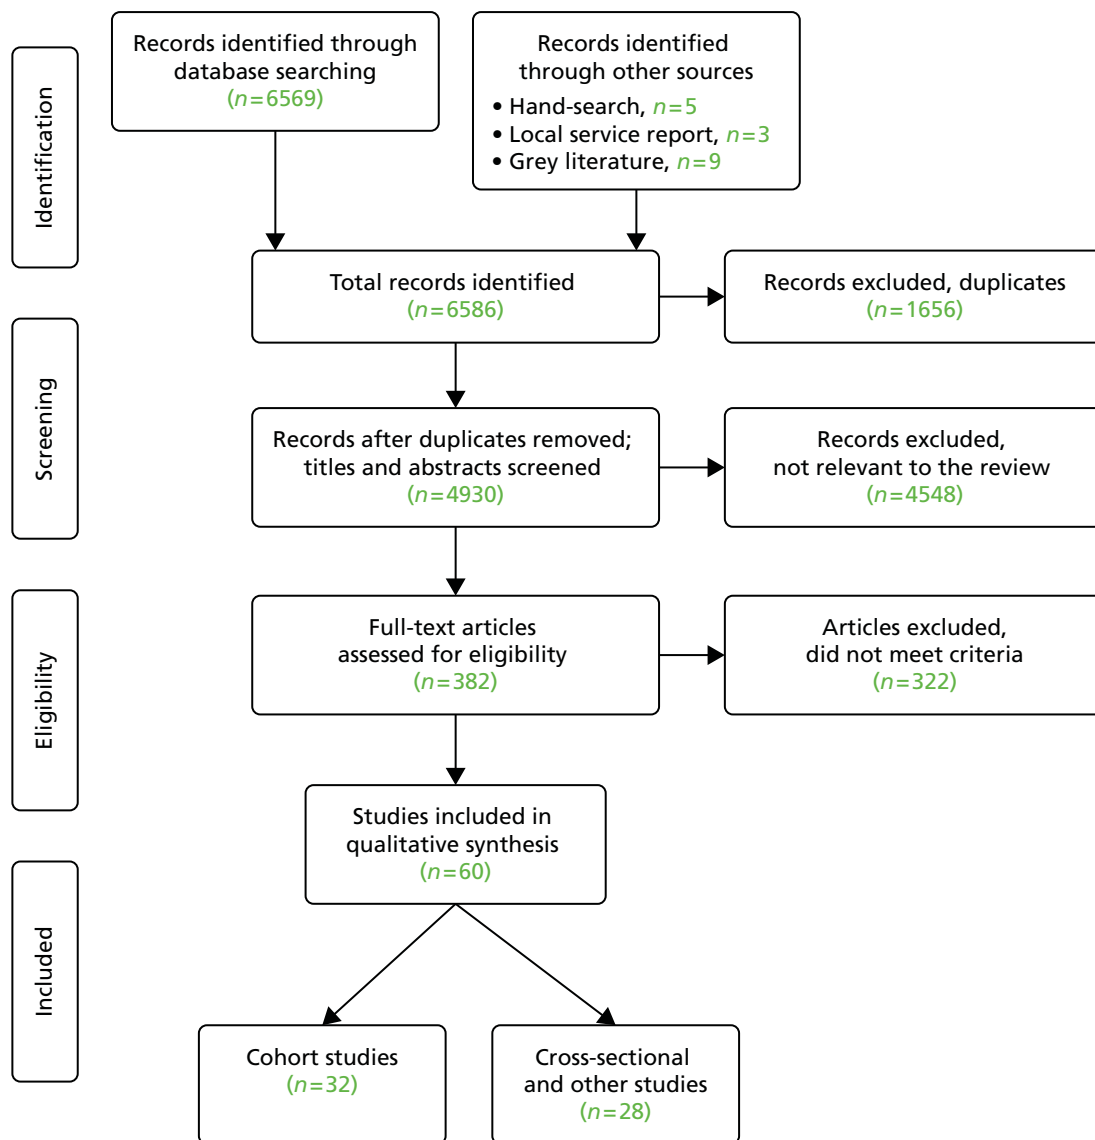 Identification
Records identified through
database searching
(n=6569)
Records identified
through other sources
• Hand-search, n=5
• Local service report, n=3
• Grey literature, n=9
Total records identified
(n=6586)
Records excluded, duplicates
(n=1656)
Screening
Records after duplicates removed;
titles and abstracts screened
(n=4930)
Records excluded,
not relevant to the review
(n=4548)
Eligibility
Full-text articles
assessed for eligibility
(n=382)
Articles excluded,
did not meet criteria
(n=322)
Included
Studies included in
qualitative synthesis
(n=60)
Cohort studies
(n=32)
Cross-sectional
and other studies
(n=28)